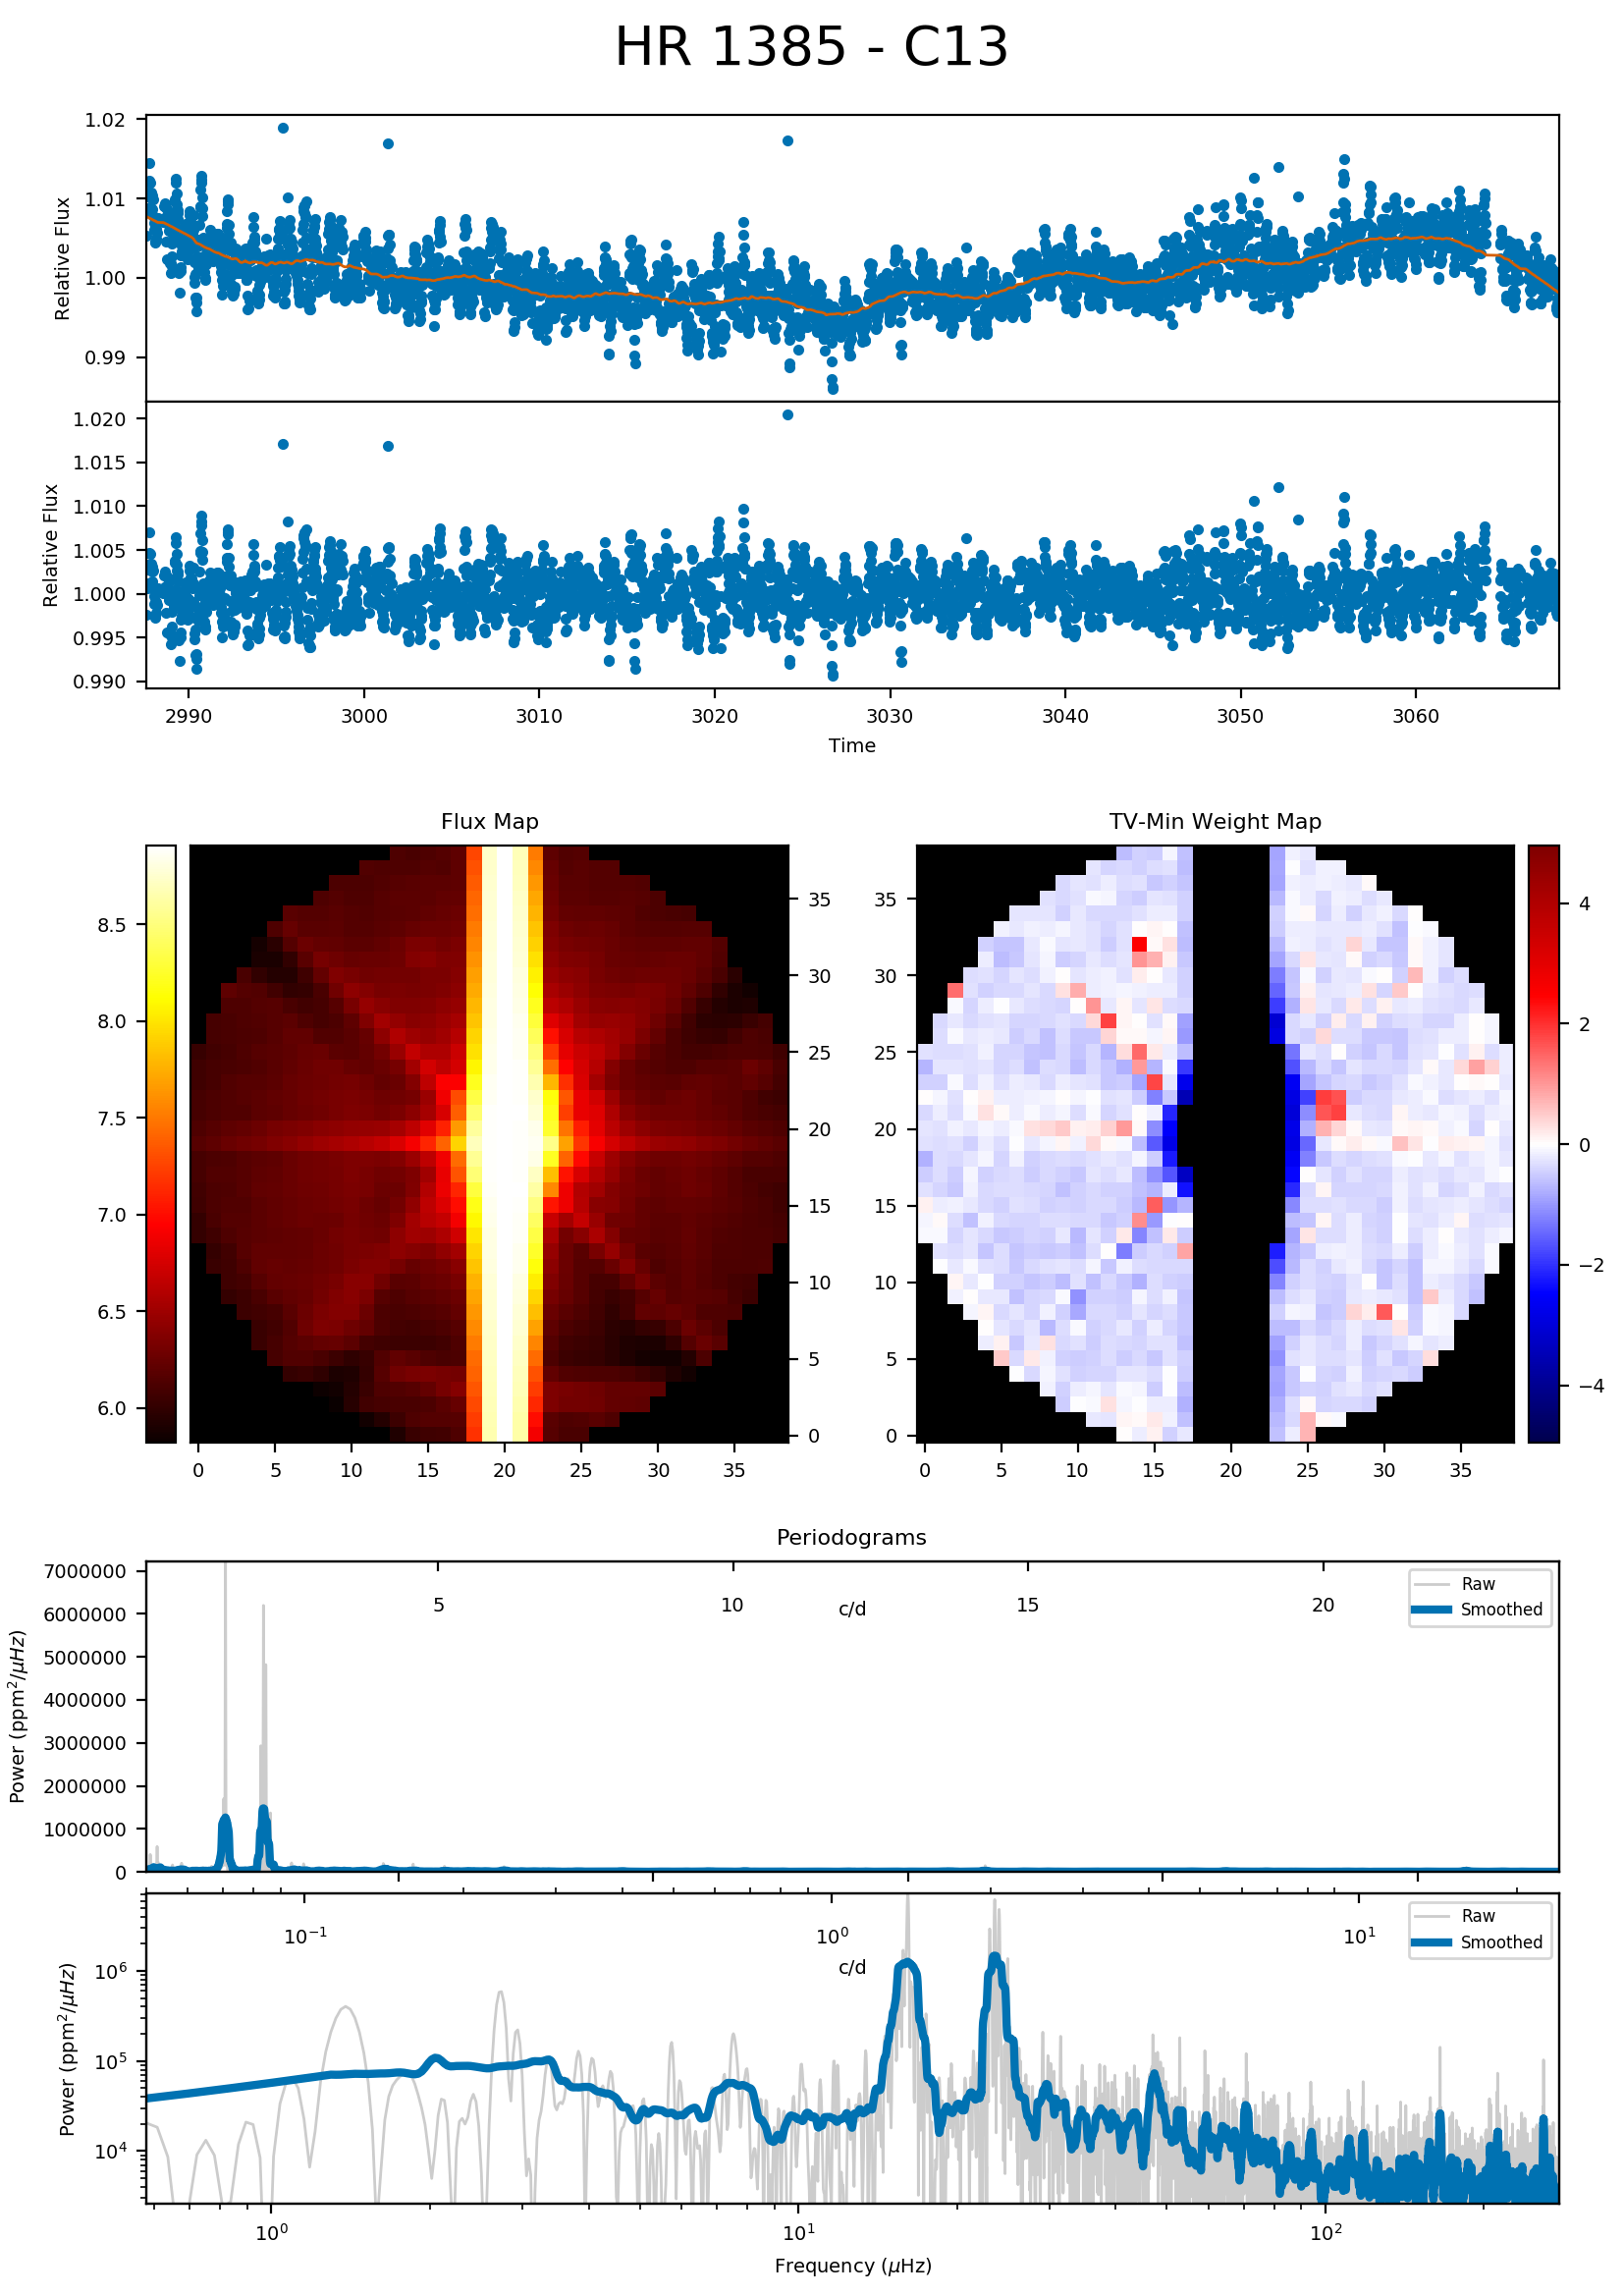 HR 1385 - C13
1.02
1.01
1.00
0.99
Relative Flux
1.020
1.015
1.010
1.005
1.000
0.995
0.990
Relative Flux
2990 3000 3010 3020 3030 3040 3050 3060
Time
Flux Map
8.5
8.0
7.5
7.0
6.5
6.0
35
30
25
20
15
10
5
0
0 5 10 15 20 25 30 35
TV-Min Weight Map
35
30
25
20
15
10
5
0
0 5 10 15 20 25 30 35
4
2
0
−2
−4
Periodograms
7000000
6000000
5000000
4000000
3000000
2000000
1000000
0
Power (ppm²/μHz)
5 10 15 20
c/d
Raw
Smoothed
10⁻¹ 10⁰ 10¹
c/d
Raw
Smoothed
10⁶
10⁵
10⁴
Power (ppm²/μHz)
10⁰ 10¹ 10²
Frequency (μHz)